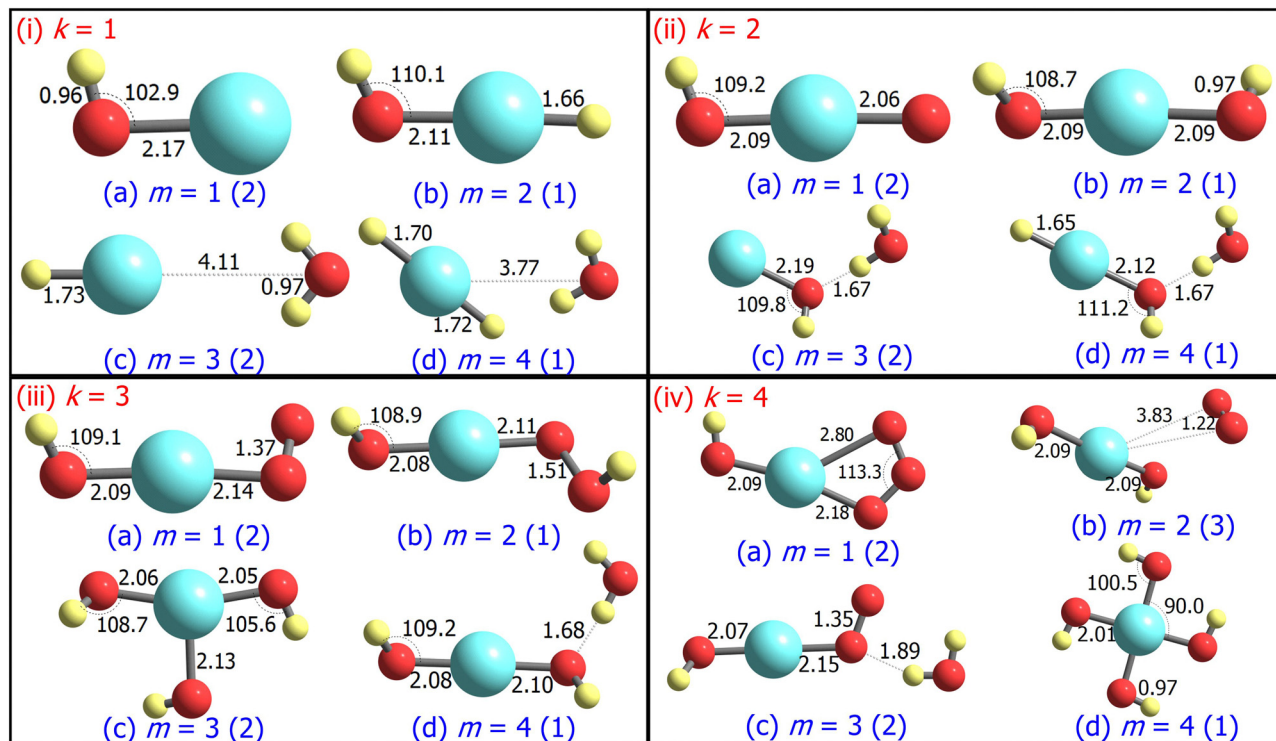 (i) k = 1
0.96
102.9
2.17
(a) m = 1 (2)
110.1
1.66
2.11
(b) m = 2 (1)
1.73
4.11
0.97
(c) m = 3 (2)
1.70
3.77
1.72
(d) m = 4 (1)
(ii) k = 2
109.2
2.06
2.09
(a) m = 1 (2)
108.7
0.97
2.09
2.09
(b) m = 2 (1)
2.19
109.8
1.67
(c) m = 3 (2)
1.65
2.12
111.2
1.67
(d) m = 4 (1)
(iii) k = 3
109.1
1.37
2.09
2.14
(a) m = 1 (2)
108.9
2.11
2.08
1.51
(b) m = 2 (1)
2.06
2.05
108.7
105.6
2.13
(c) m = 3 (2)
109.2
1.68
2.08
2.10
(d) m = 4 (1)
(iv) k = 4
2.80
113.3
2.09
2.18
(a) m = 1 (2)
3.83
1.22
2.09
2.09
(b) m = 2 (3)
2.07
1.35
2.15
1.89
(c) m = 3 (2)
100.5
90.0
2.01
0.97
(d) m = 4 (1)